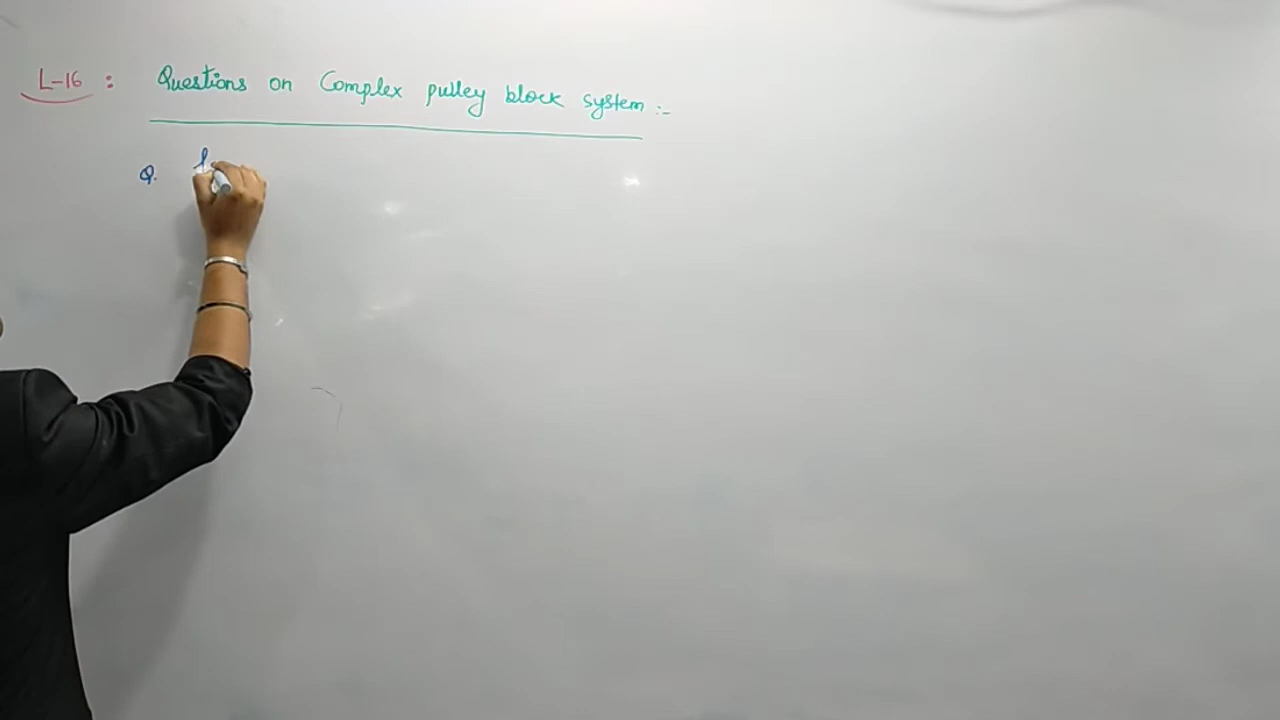 L-16 : Questions on Complex pulley block system :-
Q.